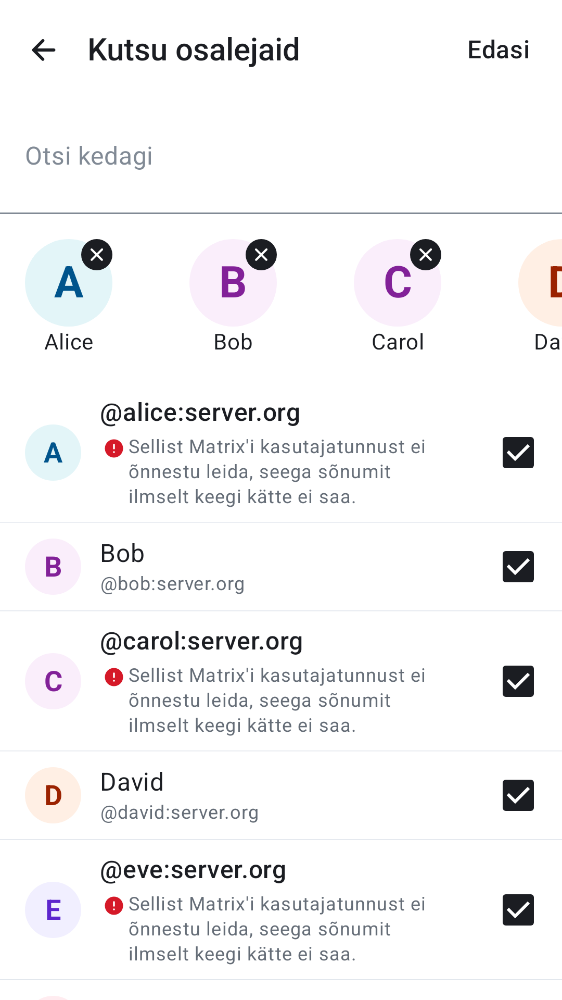 Kutsu osalejaid
Edasi
Otsi kedagi
A
B
C
Alice
Bob
Carol
Da
@alice:server.org
A
Sellist Matrix'i kasutajatunnust ei
õnnestu leida, seega sõnumit
ilmselt keegi kätte ei saa.
Bob
B
@bob:server.org
@carol:server.org
C
Sellist Matrix'i kasutajatunnust ei
õnnestu leida, seega sõnumit
ilmselt keegi kätte ei saa.
David
D
@david:server.org
@eve:server.org
E
Sellist Matrix'i kasutajatunnust ei
õnnestu leida, seega sõnumit
ilmselt keegi kätte ei saa.